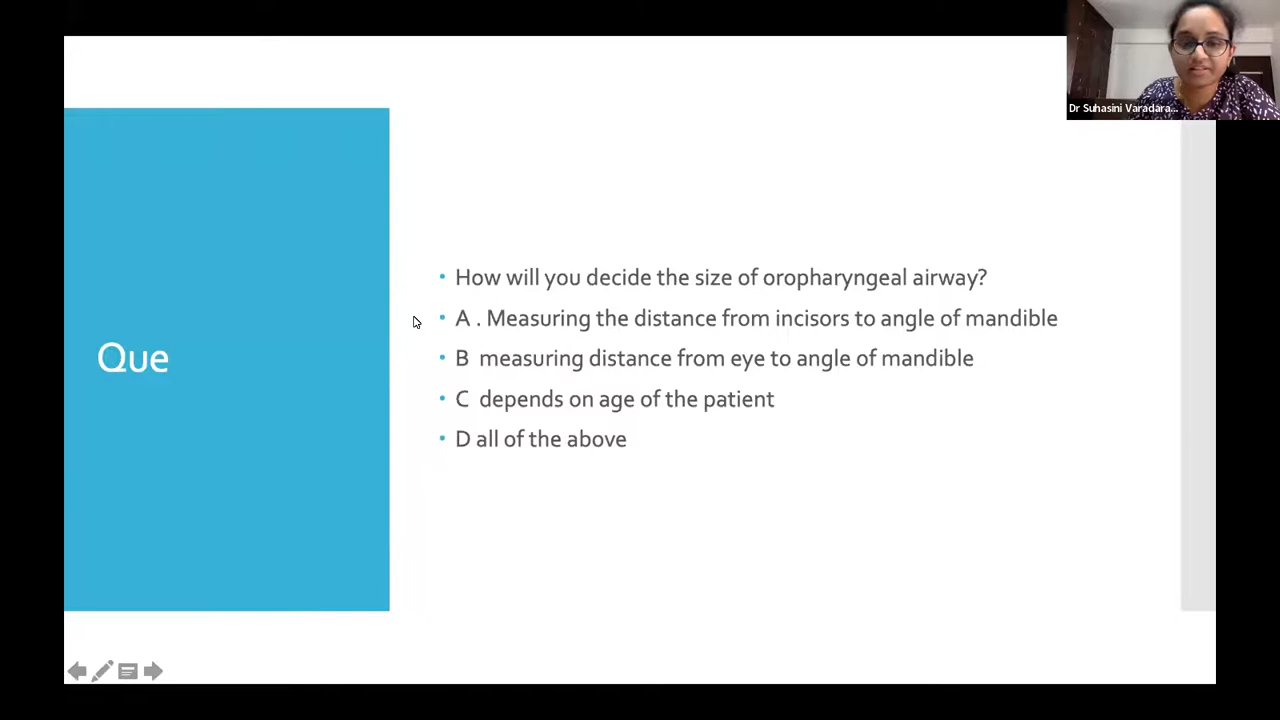 Dr Suhasini Varadara...
Que
• How will you decide the size of oropharyngeal airway?
• A . Measuring the distance from incisors to angle of mandible
• B measuring distance from eye to angle of mandible
• C depends on age of the patient
• D all of the above